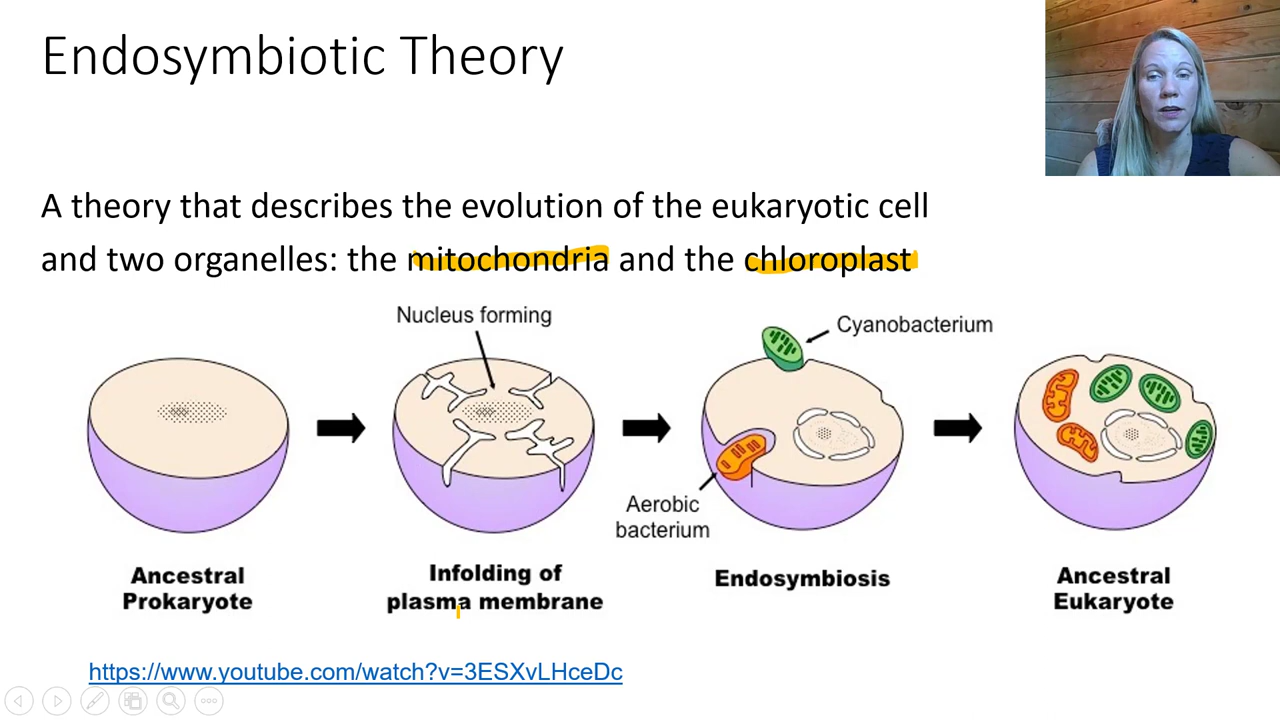 Endosymbiotic Theory
A theory that describes the evolution of the eukaryotic cell
and two organelles: the mitochondria and the chloroplast
Nucleus forming
Cyanobacterium
Aerobic
bacterium
Ancestral
Prokaryote
Infolding of
plasma membrane
Endosymbiosis
Ancestral
Eukaryote
https://www.youtube.com/watch?v=3ESXvLHceDc